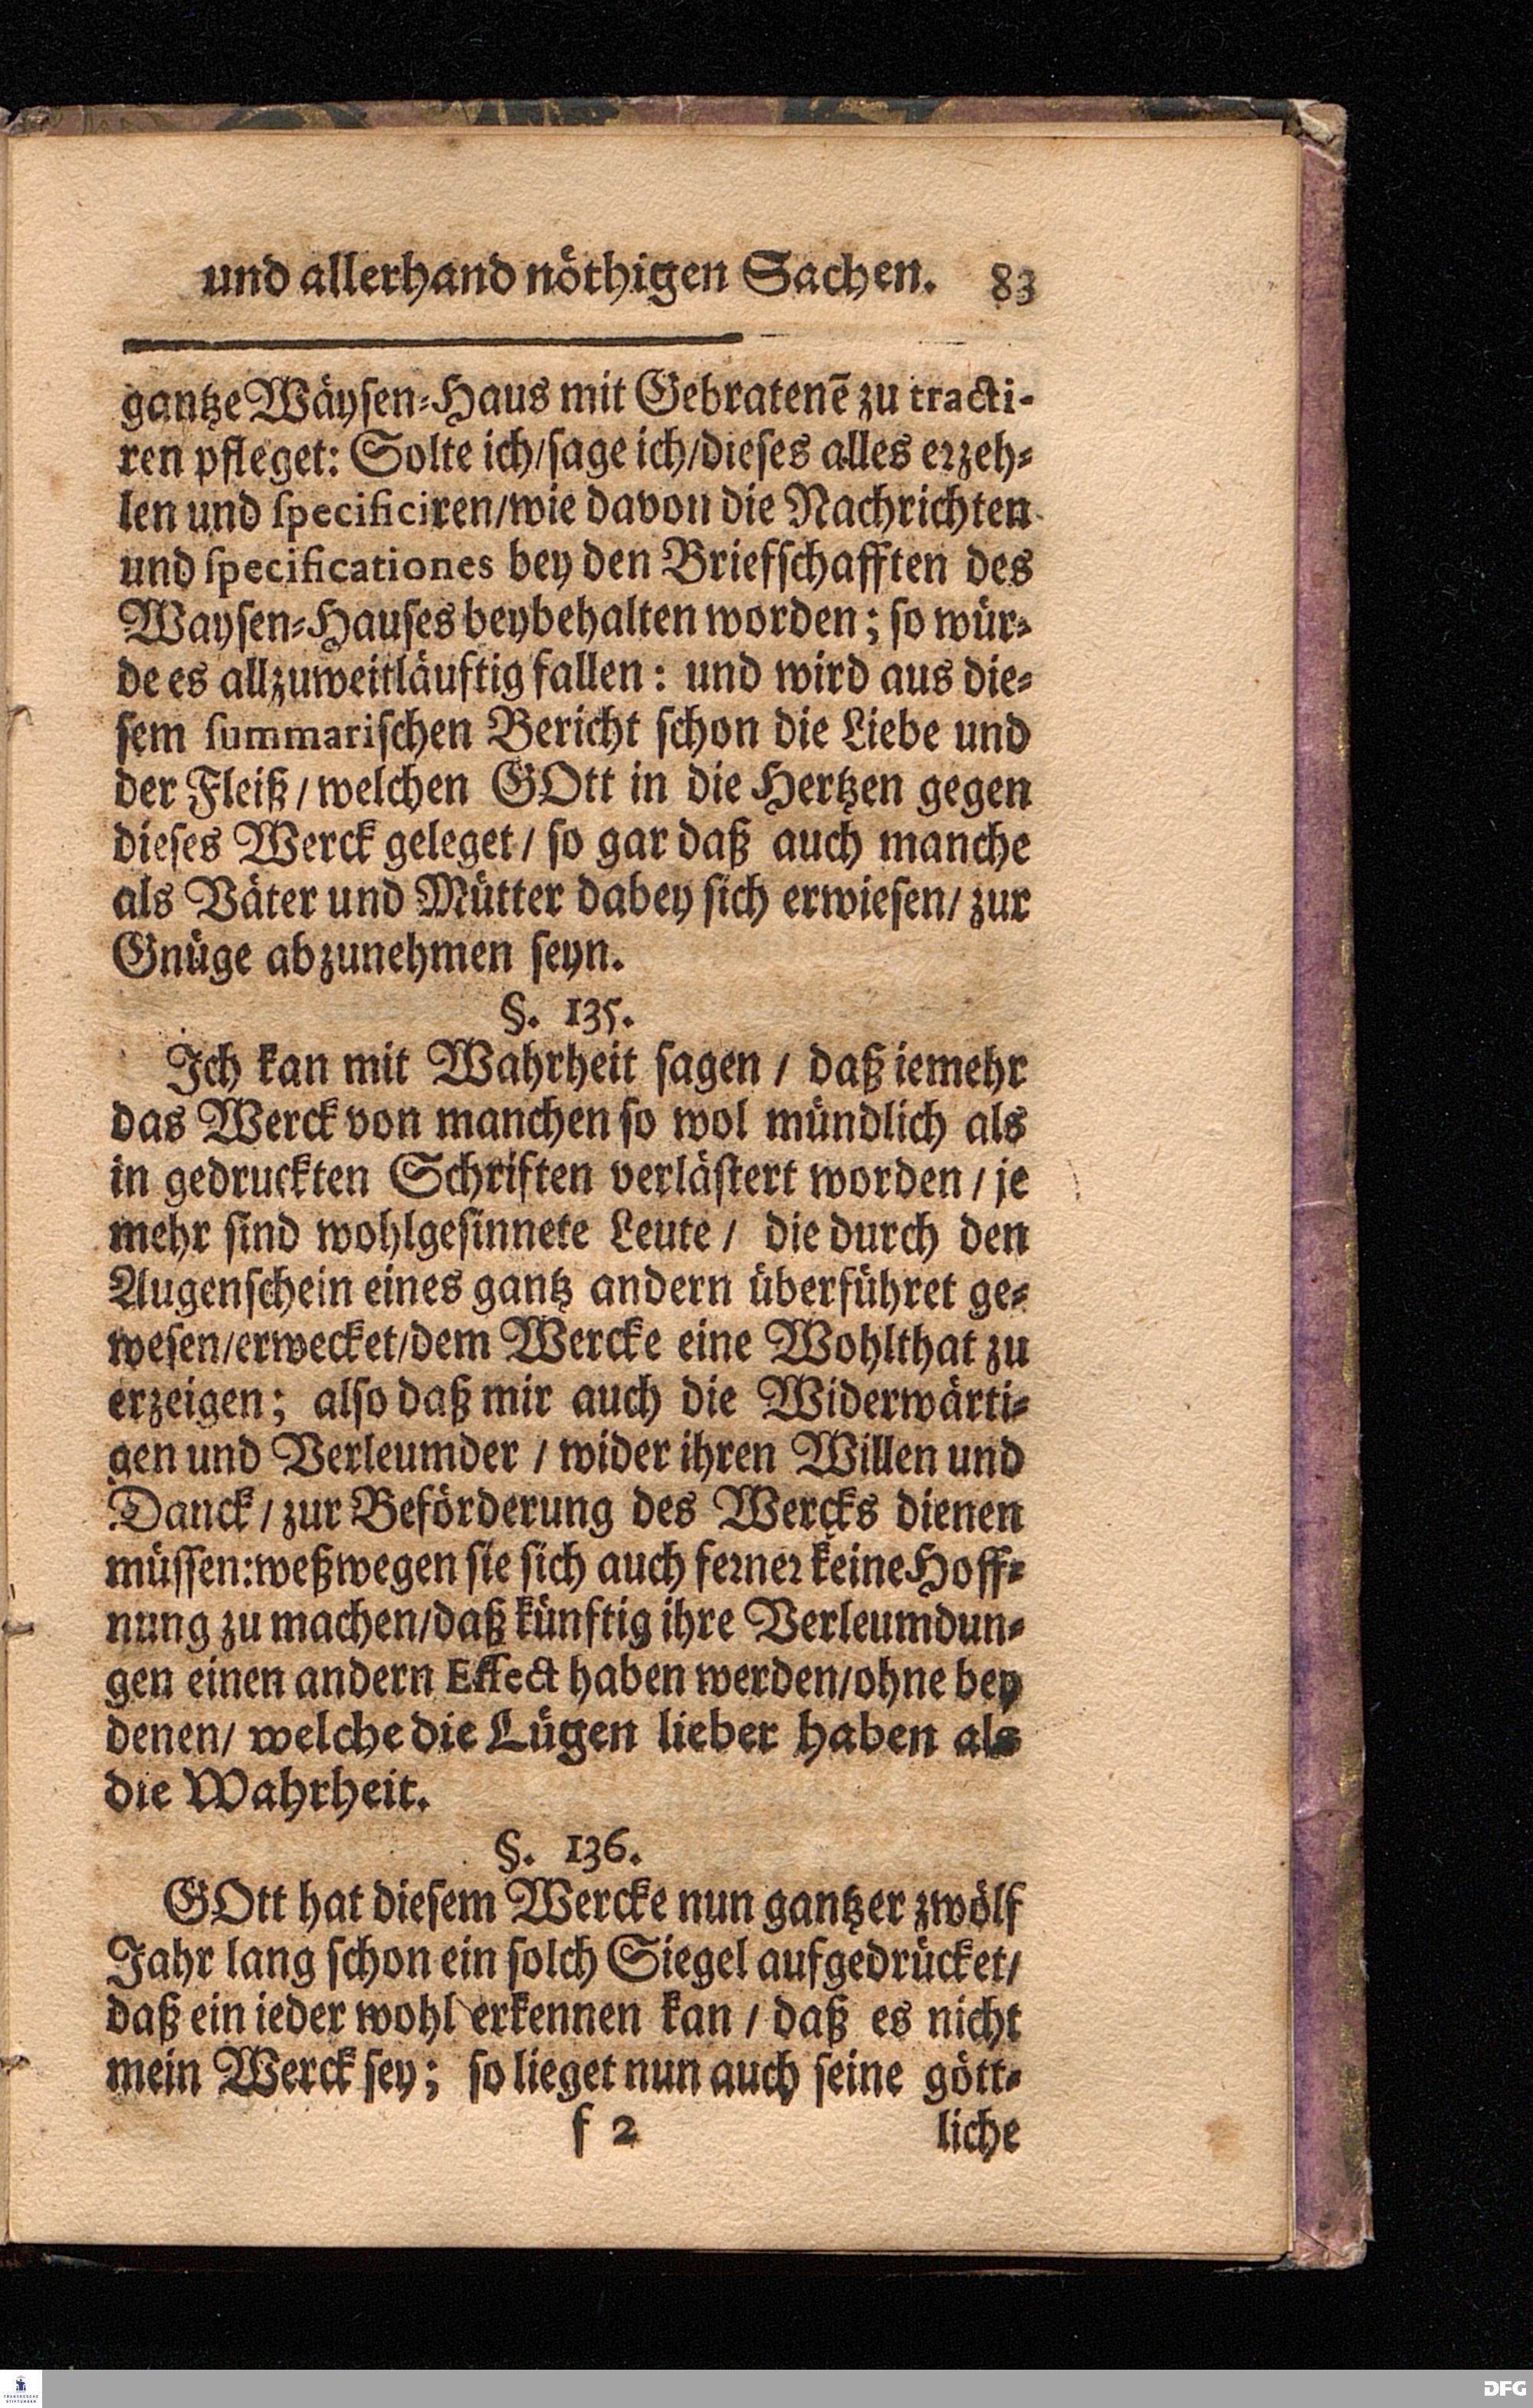 und allerhand nöthigen Sachen. 83
gantze Wäysen-Haus mit Gebratenē zu tracti-
ren pfleget: Solte ich/sage ich/dieses alles erzeh-
len und specificiren/wie davon die Nachrichten
und specificationes bey den Briefschafften des
Waysen-Hauses beybehalten worden; so wür-
de es allzuweitläuftig fallen: und wird aus die-
sem summarischen Bericht schon die Liebe und
der Fleiß/welchen GOtt in die Hertzen gegen
dieses Werck geleget/ so gar daß auch manche
als Väter und Mütter dabey sich erwiesen/ zur
Gnüge abzunehmen seyn.
§. 135.
Ich kan mit Wahrheit sagen / daß iemehr
das Werck von manchen so wol mündlich als
in gedruckten Schriften verlästert worden / je
mehr sind wohlgesinnete Leute / die durch den
Augenschein eines gantz andern überführet ge-
wesen/erwecket/dem Wercke eine Wohlthat zu
erzeigen; also daß mir auch die Widerwärti-
gen und Verleumder / wider ihren Willen und
Danck / zur Beförderung des Wercks dienen
müssen:weßwegen sie sich auch ferner keine Hoff-
nung zu machen/daß künftig ihre Verleumdun-
gen einen andern Effect haben werden/ohne bey
denen/ welche die Lügen lieber haben als
die Wahrheit.
§. 136.
GOtt hat diesem Wercke nun gantzer zwölf
Jahr lang schon ein solch Siegel aufgedrücket/
daß ein ieder wohl erkennen kan / daß es nicht
mein Werck sey; so lieget nun auch seine gött-
f 2 liche
FRANCKESCHE
STIFTUNGEN
DFG